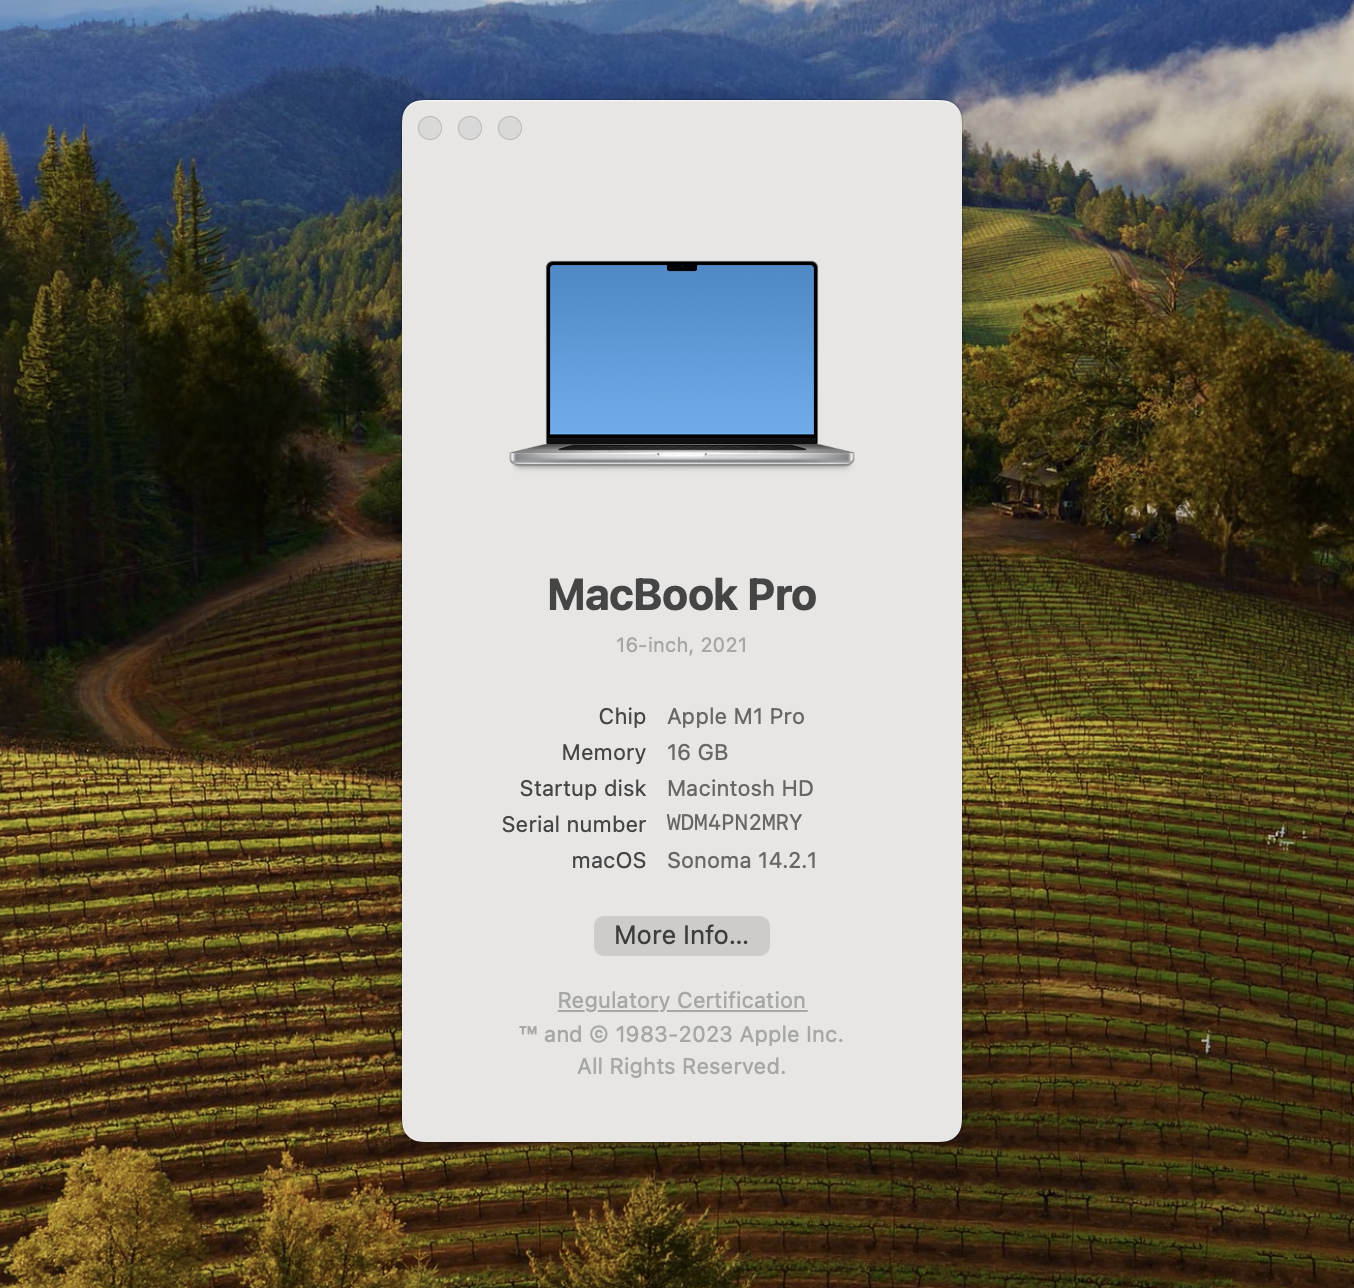 MacBook Pro
16-inch, 2021
Chip Apple M1 Pro
Memory 16 GB
Startup disk Macintosh HD
Serial number WDM4PN2MRY
macOS Sonoma 14.2.1
More Info...
Regulatory Certification
™ and © 1983-2023 Apple Inc.
All Rights Reserved.